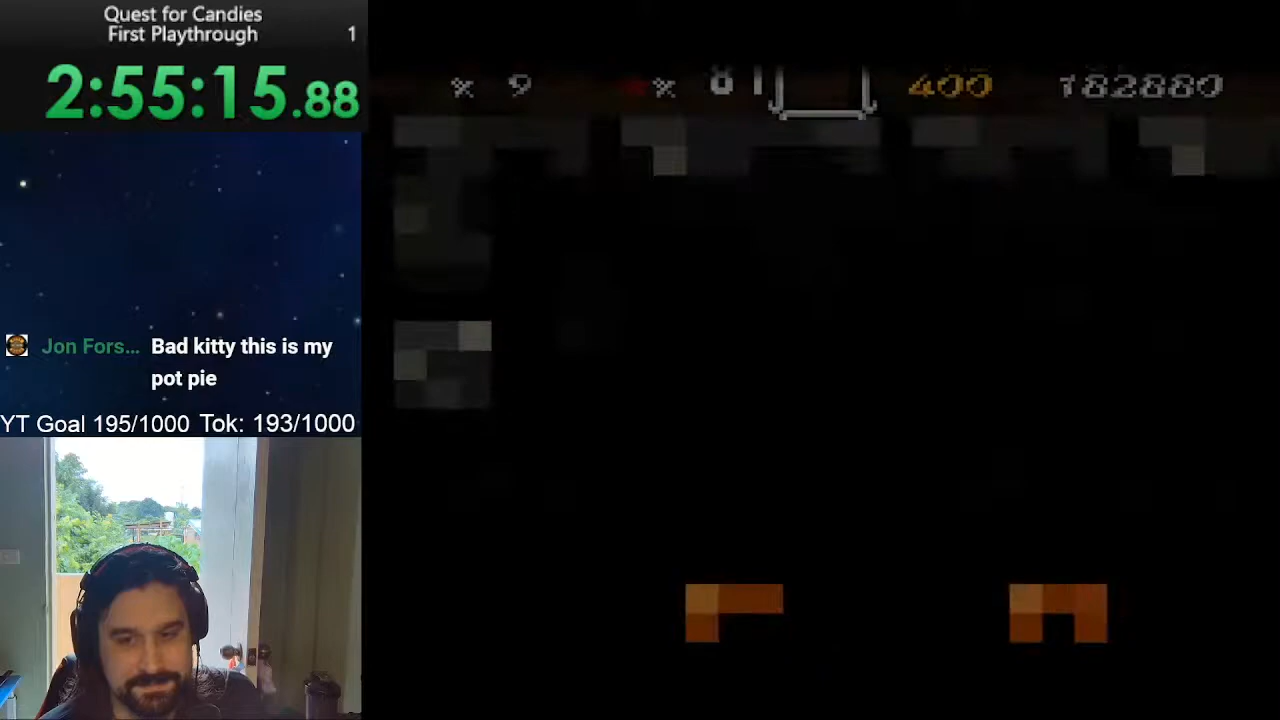 Quest for Candies
First Playthrough 1
2:55:15.88
× 9 × 8 400 182880
Jon Fors... Bad kitty this is my
pot pie
YT Goal 195/1000 Tok: 193/1000